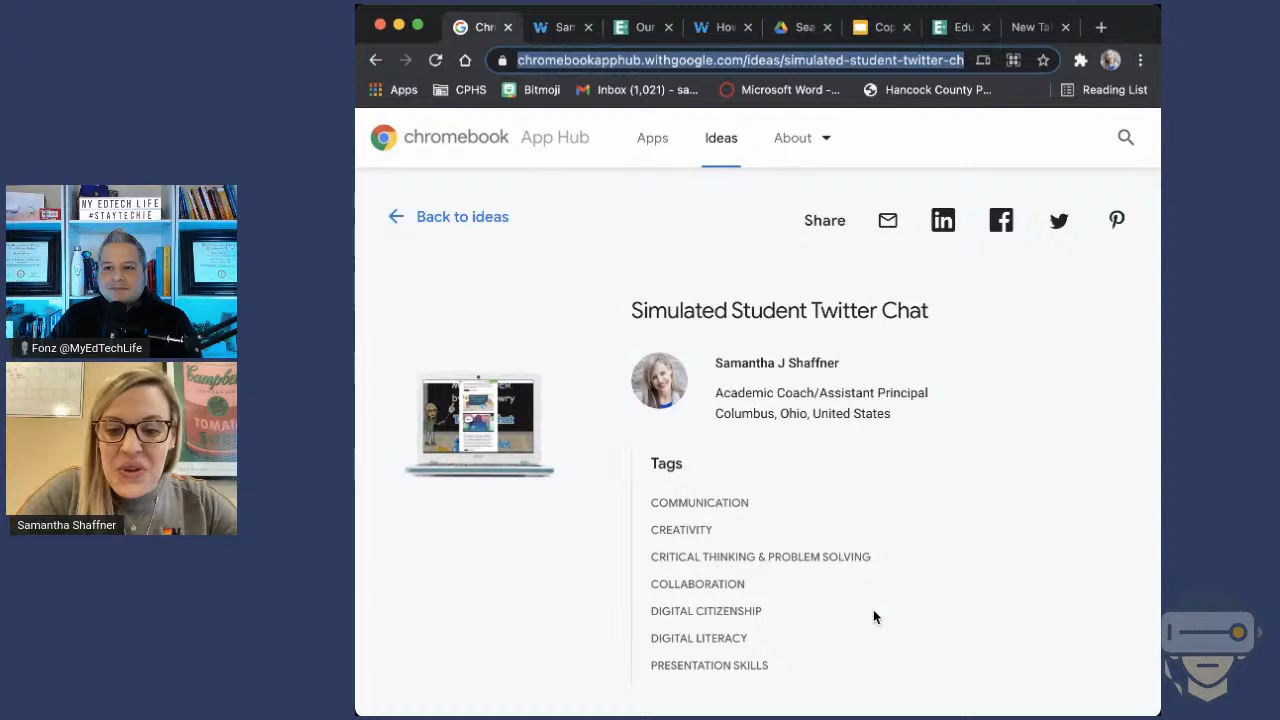 Chr
San
Our
How
Sea
Cop
Edu
New Ta
chromebookapphub.withgoogle.com/ideas/simulated-student-twitter-ch
Apps
CPHS
Bitmoji
Inbox (1,021) - sa...
Microsoft Word -...
Hancock County P...
Reading List
chromebook App Hub
Apps
Ideas
About
Back to ideas
Share
Simulated Student Twitter Chat
Samantha J Shaffner
Academic Coach/Assistant Principal
Columbus, Ohio, United States
Tags
COMMUNICATION
CREATIVITY
CRITICAL THINKING & PROBLEM SOLVING
COLLABORATION
DIGITAL CITIZENSHIP
DIGITAL LITERACY
PRESENTATION SKILLS
MY EDTECH LIFE
#STAYTECHIE
Fonz @MyEdTechLife
Campbell
TOMATO
Samantha Shaffner